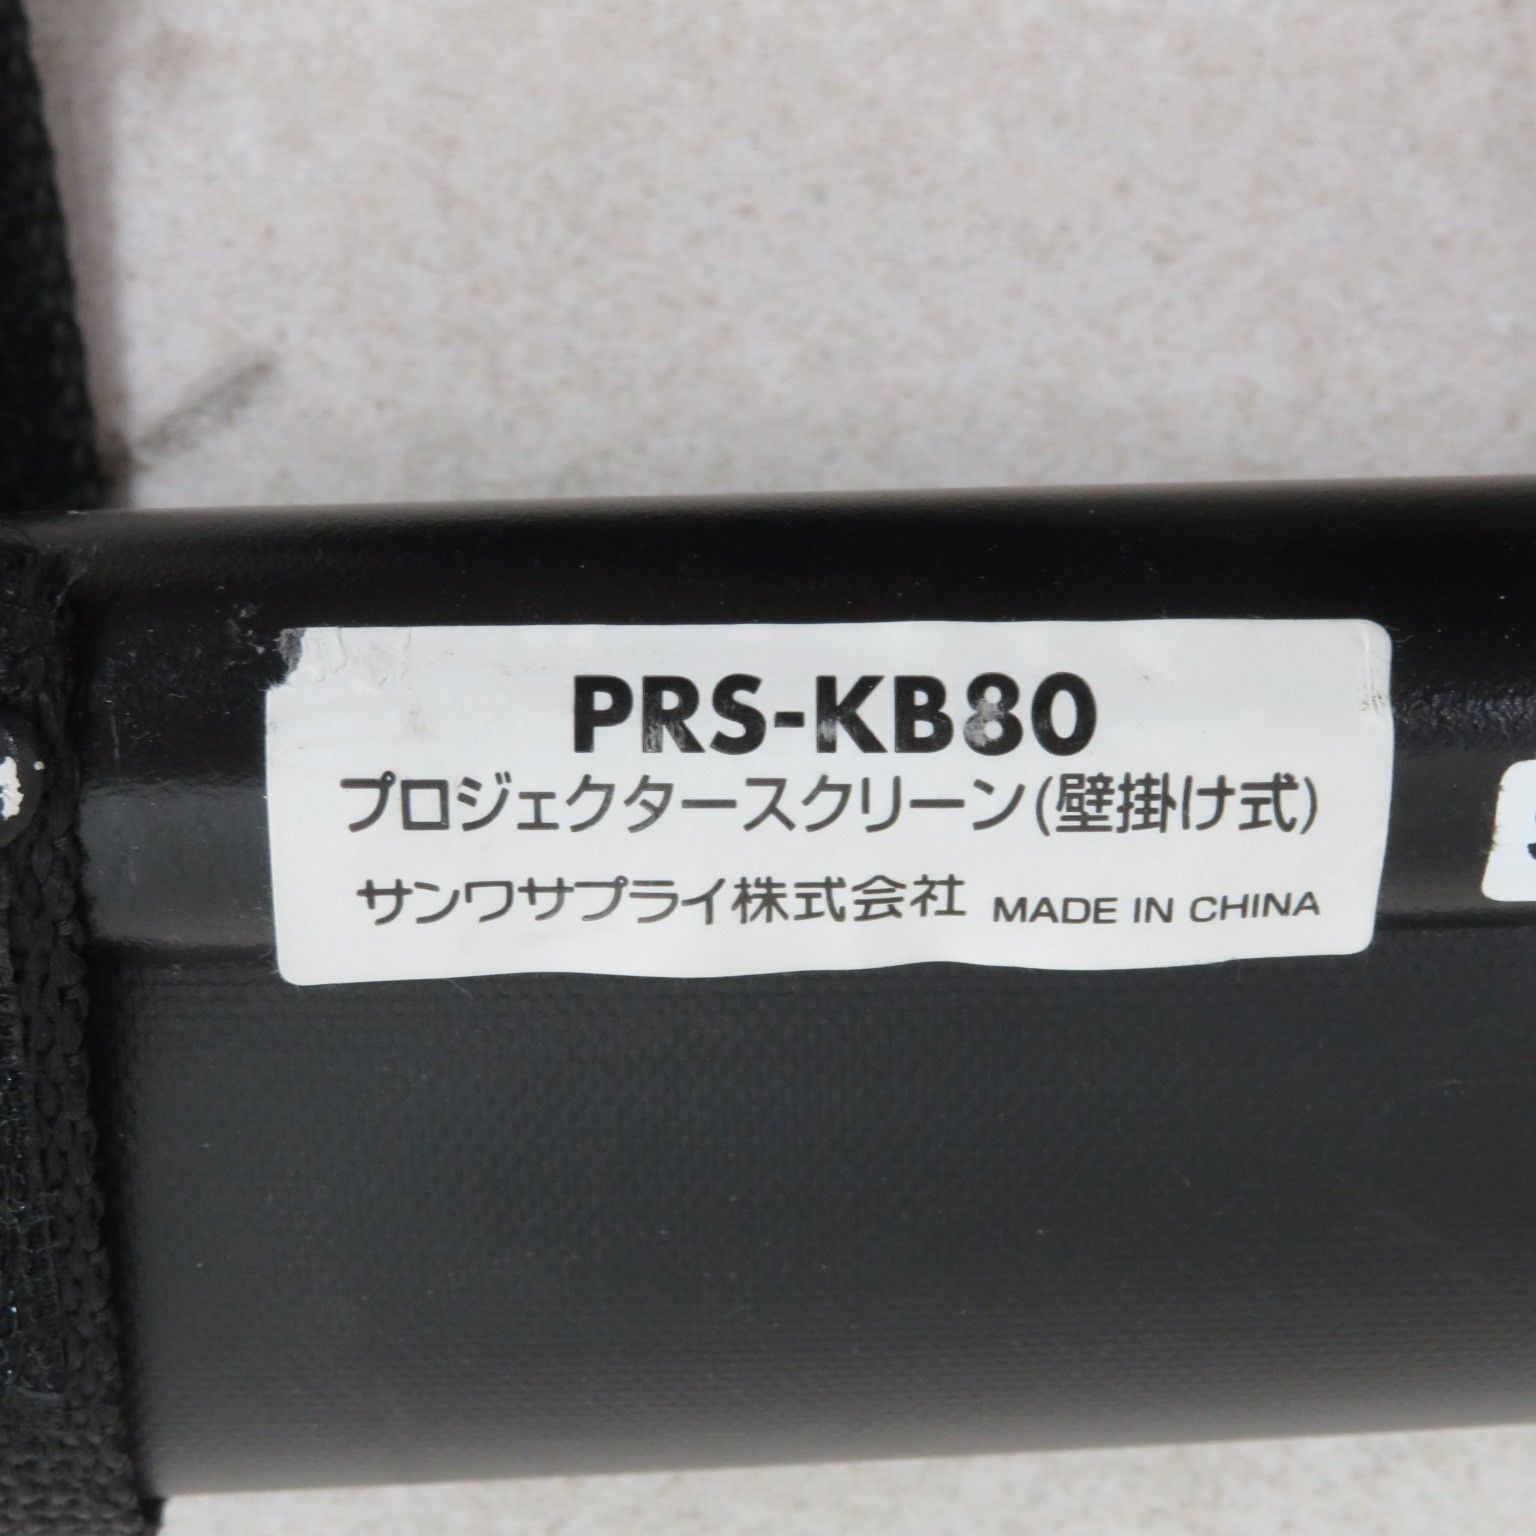 PRS-KB80
プロジェクタースクリーン(壁掛け式)
サンワサプライ株式会社 MADE IN CHINA